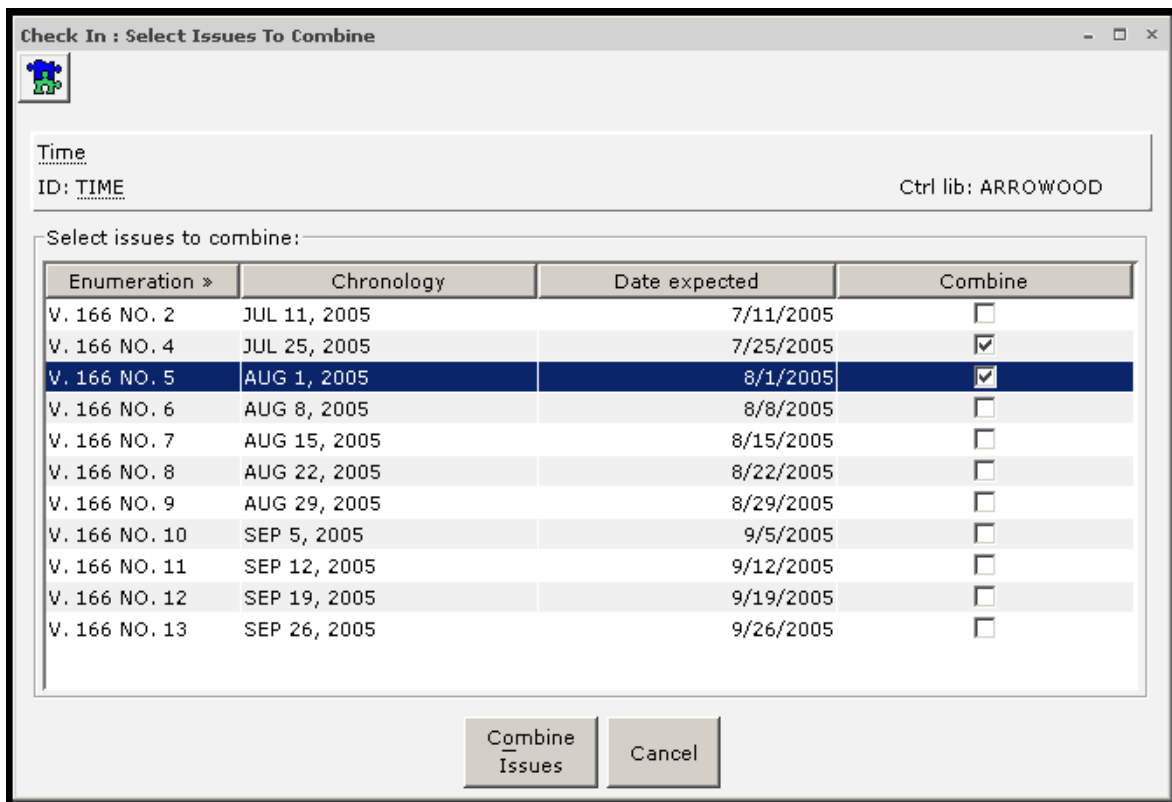 Check In : Select Issues To Combine
Time
ID: TIME Ctrl lib: ARROWOOD
Select issues to combine:
Enumeration » Chronology Date expected Combine
V. 166 NO. 2 JUL 11, 2005 7/11/2005
V. 166 NO. 4 JUL 25, 2005 7/25/2005
V. 166 NO. 5 AUG 1, 2005 8/1/2005
V. 166 NO. 6 AUG 8, 2005 8/8/2005
V. 166 NO. 7 AUG 15, 2005 8/15/2005
V. 166 NO. 8 AUG 22, 2005 8/22/2005
V. 166 NO. 9 AUG 29, 2005 8/29/2005
V. 166 NO. 10 SEP 5, 2005 9/5/2005
V. 166 NO. 11 SEP 12, 2005 9/12/2005
V. 166 NO. 12 SEP 19, 2005 9/19/2005
V. 166 NO. 13 SEP 26, 2005 9/26/2005
Combine
Issues
Cancel